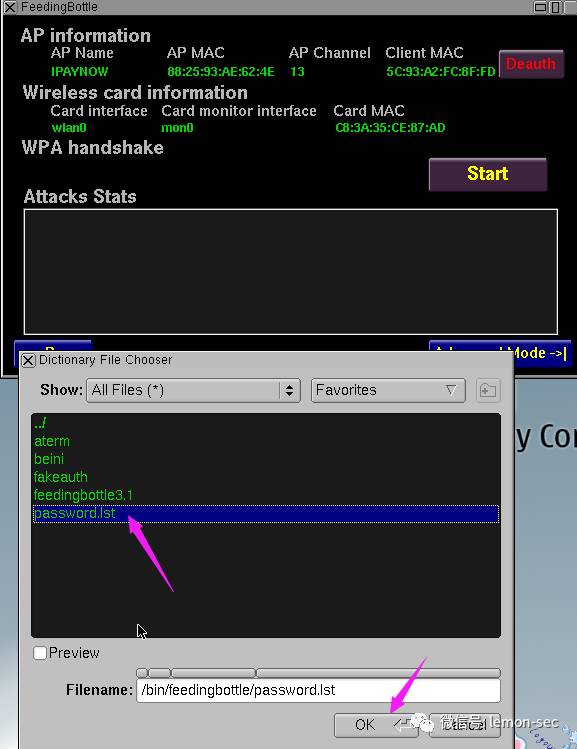 FeedingBottle
AP information
AP Name AP MAC AP Channel Client MAC
IPAYNOW 88:25:93:AE:62:4E 13 5C:93:A2:FC:8F:FD
Deauth
Wireless card information
Card interface Card monitor interface Card MAC
wlan0 mon0 C8:3A:35:CE:87:AD
WPA handshake
Start
Attacks Stats
Mode ->|
Dictionary File Chooser
Show: All Files (*) Favorites
../
aterm
beini
fakeauth
feedingbottle3.1
password.lst
Preview
Filename: /bin/feedingbottle/password.lst
OK Cancel
微信号: lemon-sec
y Cor